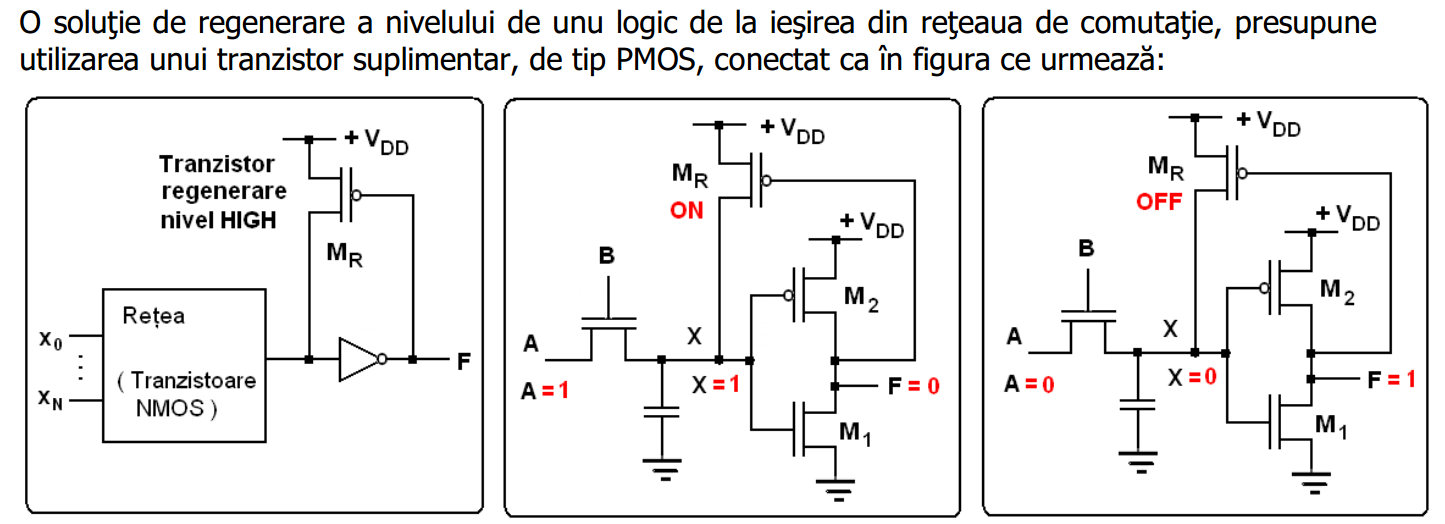 O soluţie de regenerare a nivelului de unu logic de la ieşirea din reţeaua de comutaţie, presupune
utilizarea unui tranzistor suplimentar, de tip PMOS, conectat ca în figura ce urmează:
+ VDD
Tranzistor
regenerare
nivel HIGH
MR
Rețea
X0
( Tranzistoare
NMOS )
XN
F
+ VDD
MR
ON
+ VDD
B
M2
A
X
A = 1
X = 1
F = 0
M1
+ VDD
MR
OFF
+ VDD
B
M2
A
X
A = 0
X = 0
F = 1
M1